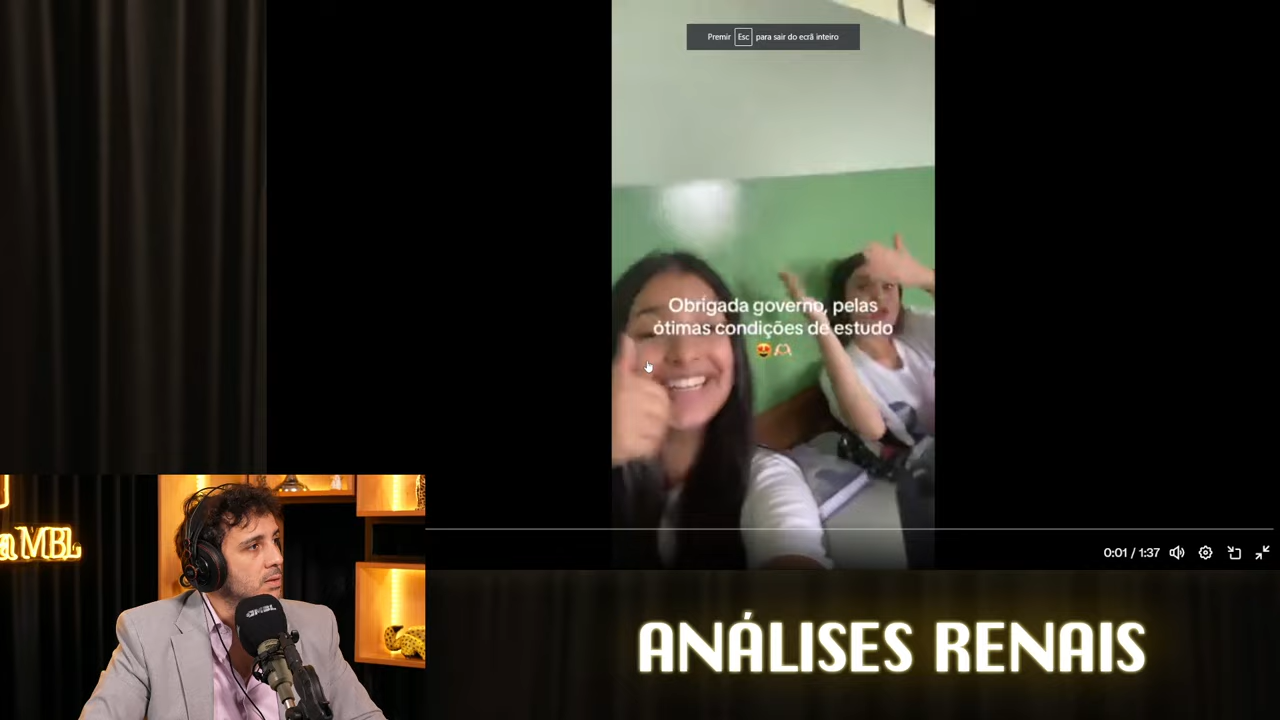 Premir Esc para sair do ecrã inteiro
Obrigada governo, pelas
ótimas condições de estudo
😍🫶
0:01 / 1:37
a MBL
MBL
ANÁLISES RENAIS